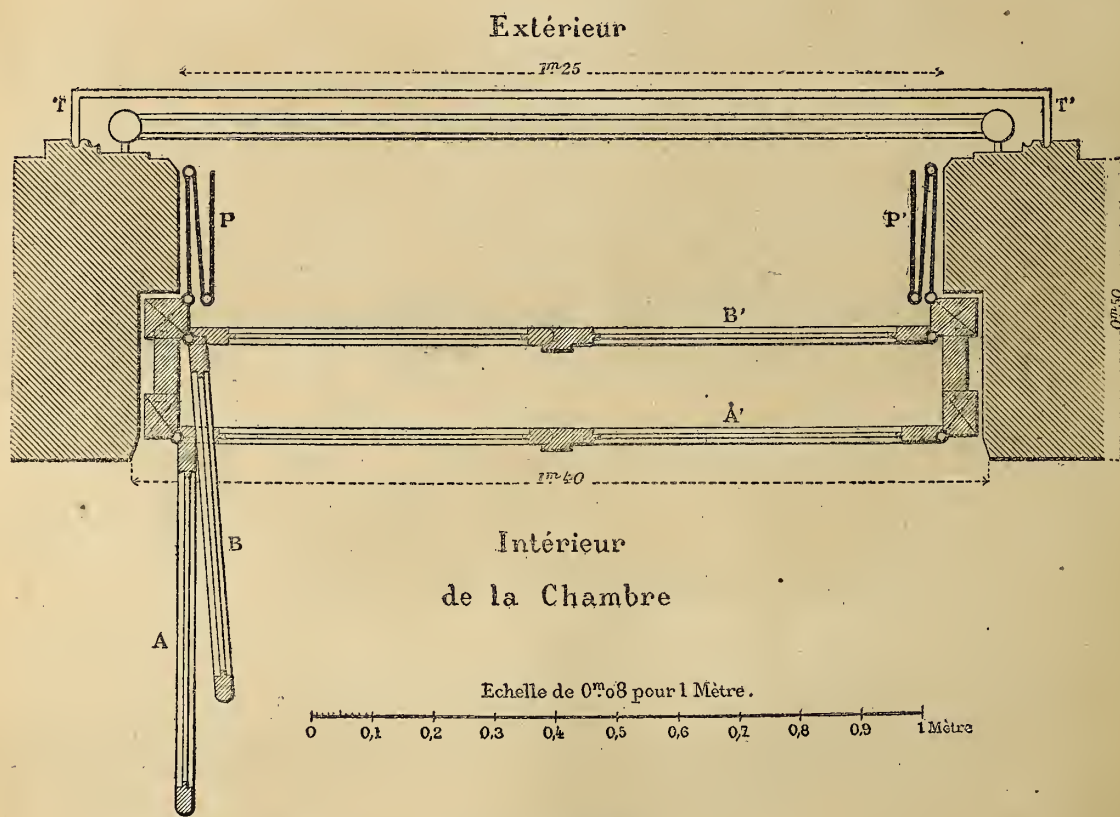 Extérieur
1m25
T T'
P P'
0m50
B'
A'
1m40
Intérieur
de la Chambre
B
A
Echelle de 0m08 pour 1 Mètre.
0 0,1 0,2 0,3 0,4 0,5 0,6 0,7 0,8 0,9 1 Mètre